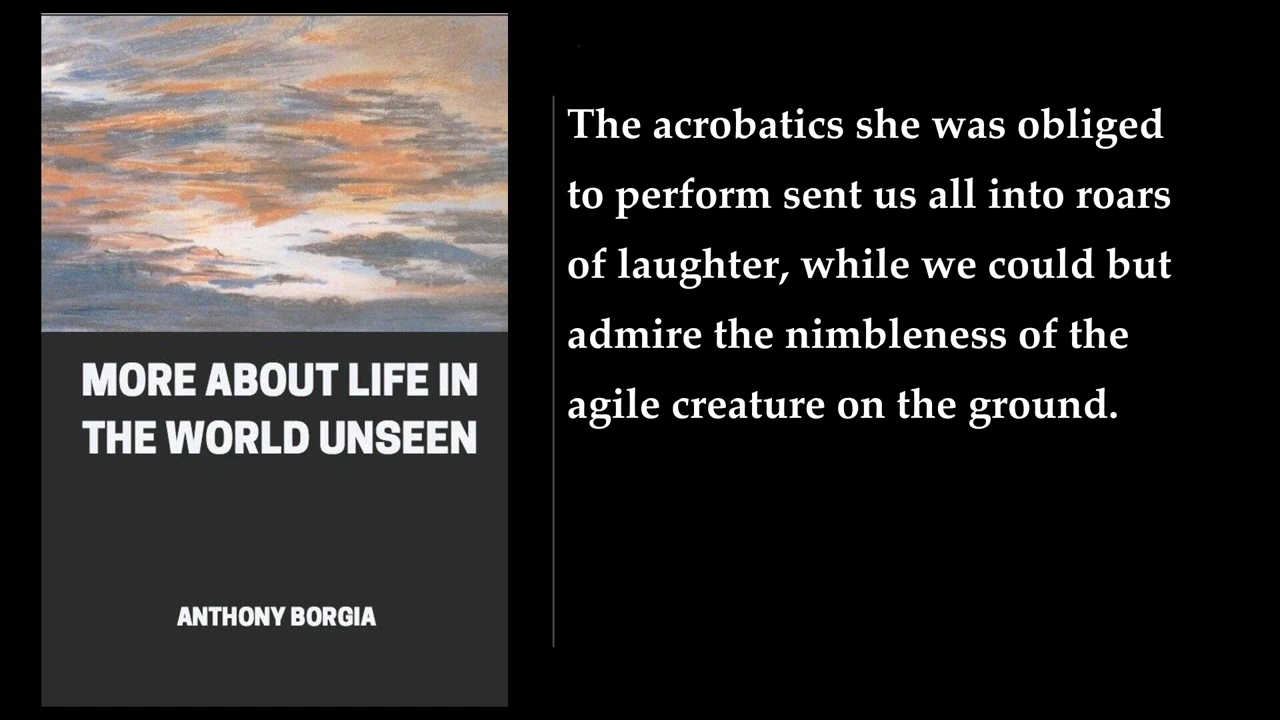 MORE ABOUT LIFE IN
THE WORLD UNSEEN
ANTHONY BORGIA
The acrobatics she was obliged
to perform sent us all into roars
of laughter, while we could but
admire the nimbleness of the
agile creature on the ground.